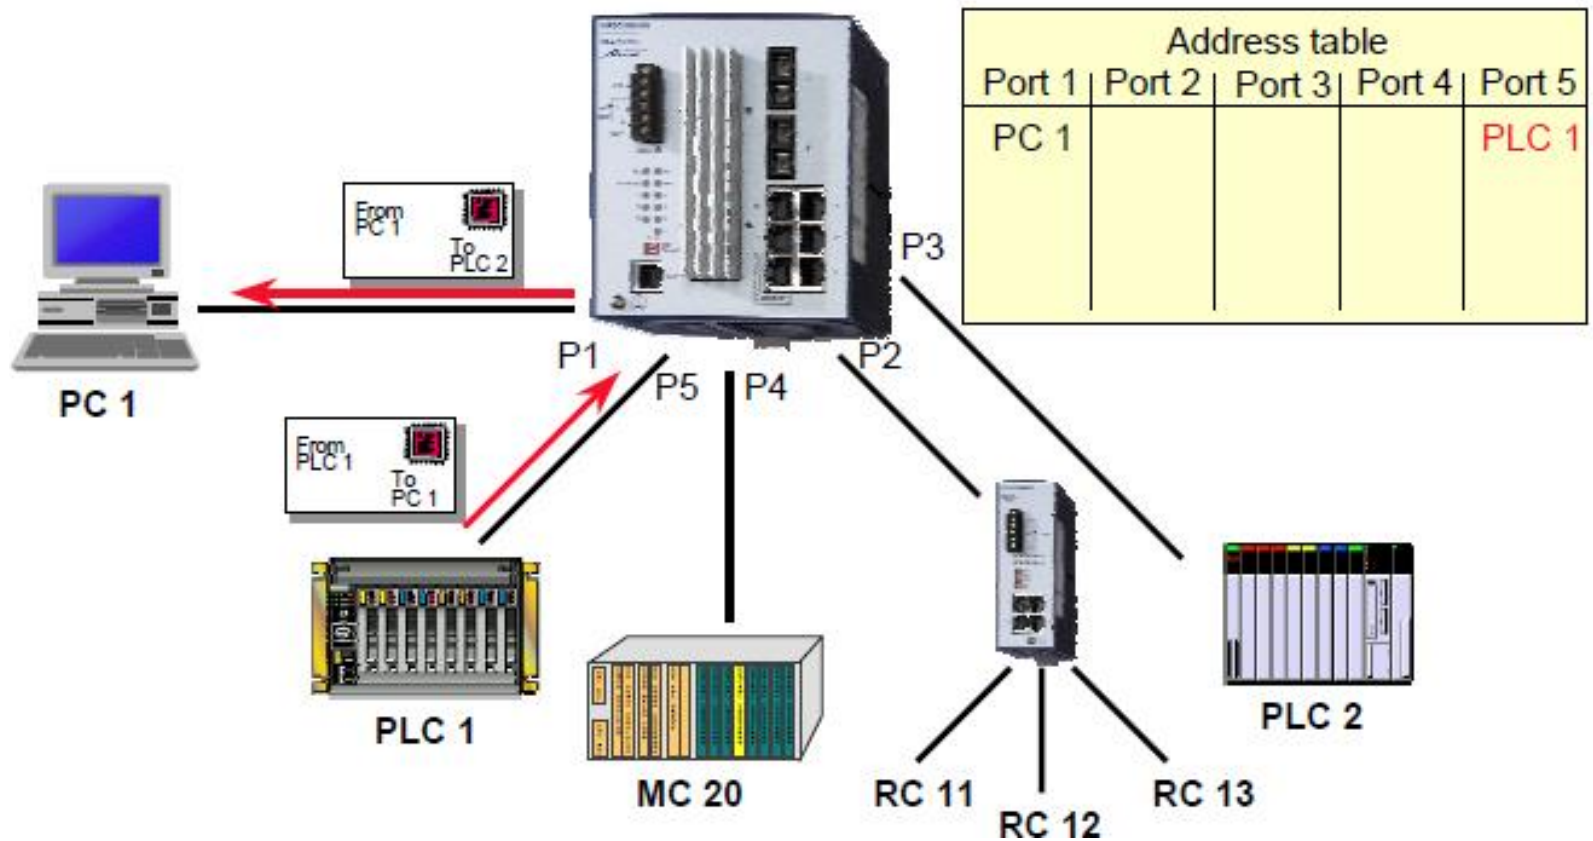 Address table
Port 1 Port 2 Port 3 Port 4 Port 5
PC 1 PLC 1
From
PC 1
To
PLC 2
P3
P1
P2
P5
P4
PC 1
From
PLC 1
To
PC 1
PLC 1
MC 20
PLC 2
RC 11
RC 12
RC 13